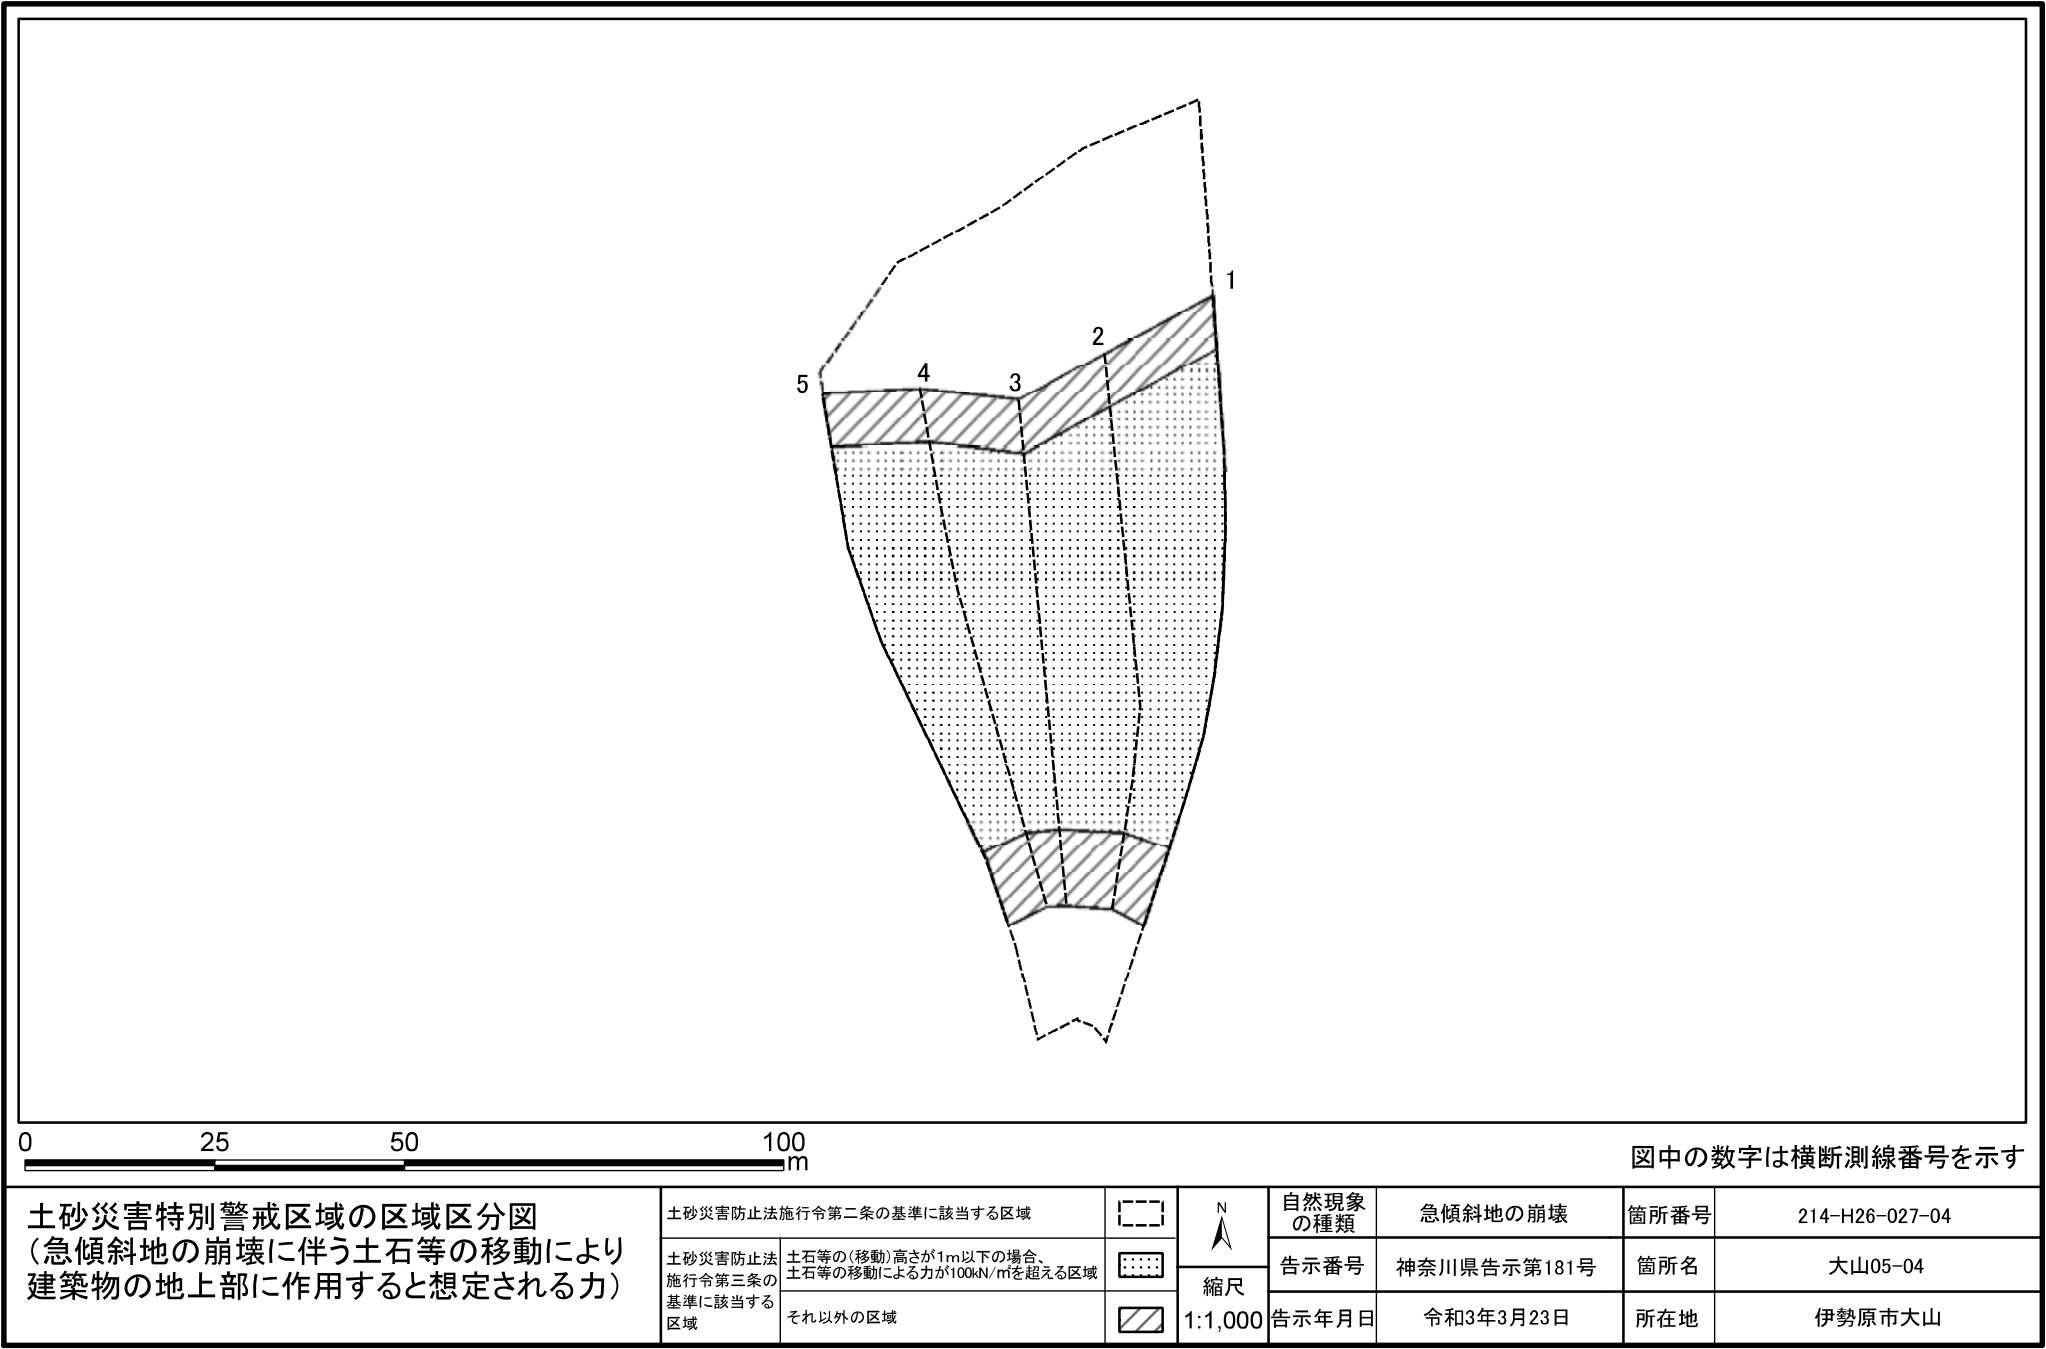 1
2
3
4
5
0 25 50 100
m
図中の数字は横断測線番号を示す
土砂災害特別警戒区域の区域区分図
（急傾斜地の崩壊に伴う土石等の移動により
建築物の地上部に作用すると想定される力）
土砂災害防止法施行令第二条の基準に該当する区域
土砂災害防止法
施行令第三条の
基準に該当する
区域
土石等の（移動）高さが1m以下の場合、
土石等の移動による力が100kN/㎡を超える区域
それ以外の区域
N
縮尺
1:1,000
自然現象
の種類
急傾斜地の崩壊
箇所番号
214-H26-027-04
告示番号
神奈川県告示第181号
箇所名
大山05-04
告示年月日
令和3年3月23日
所在地
伊勢原市大山